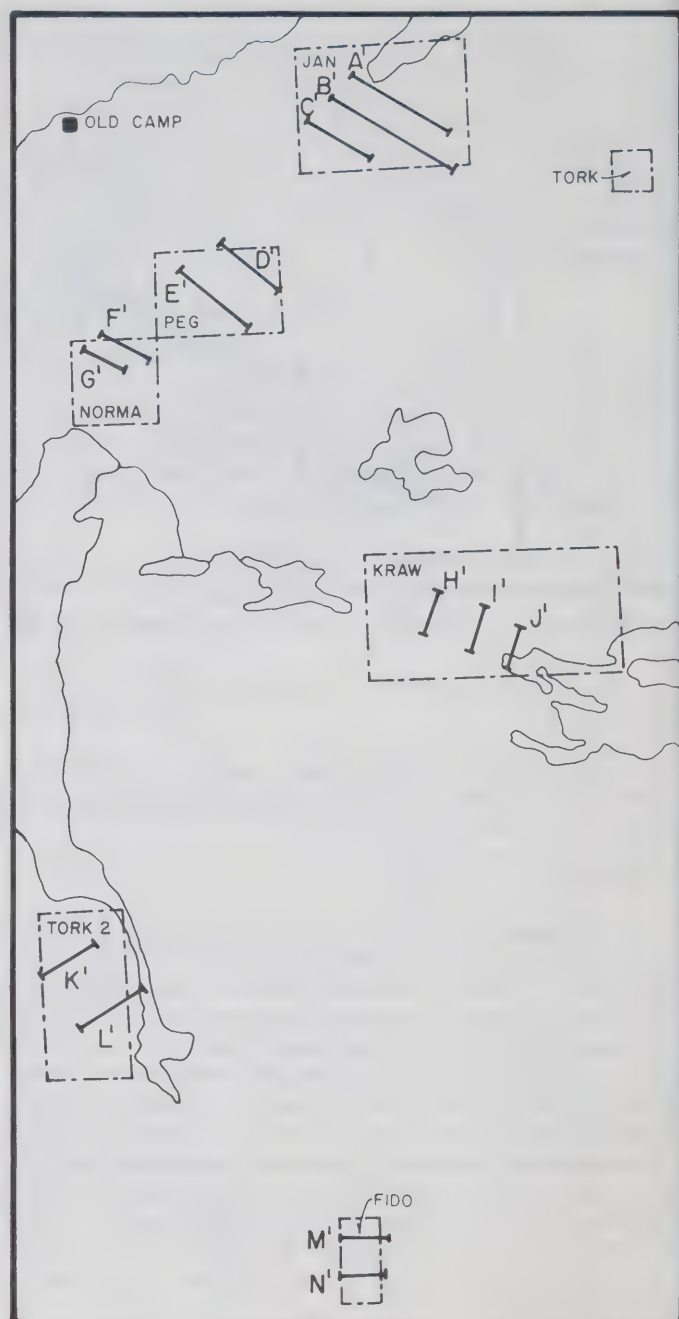 JAN
A'
B'
C'
OLD CAMP
TORK
D'
E'
PEG
F'
G'
NORMA
KRAW
H'
I'
J'
TORK 2
K'
L'
FIDO
M'
N'